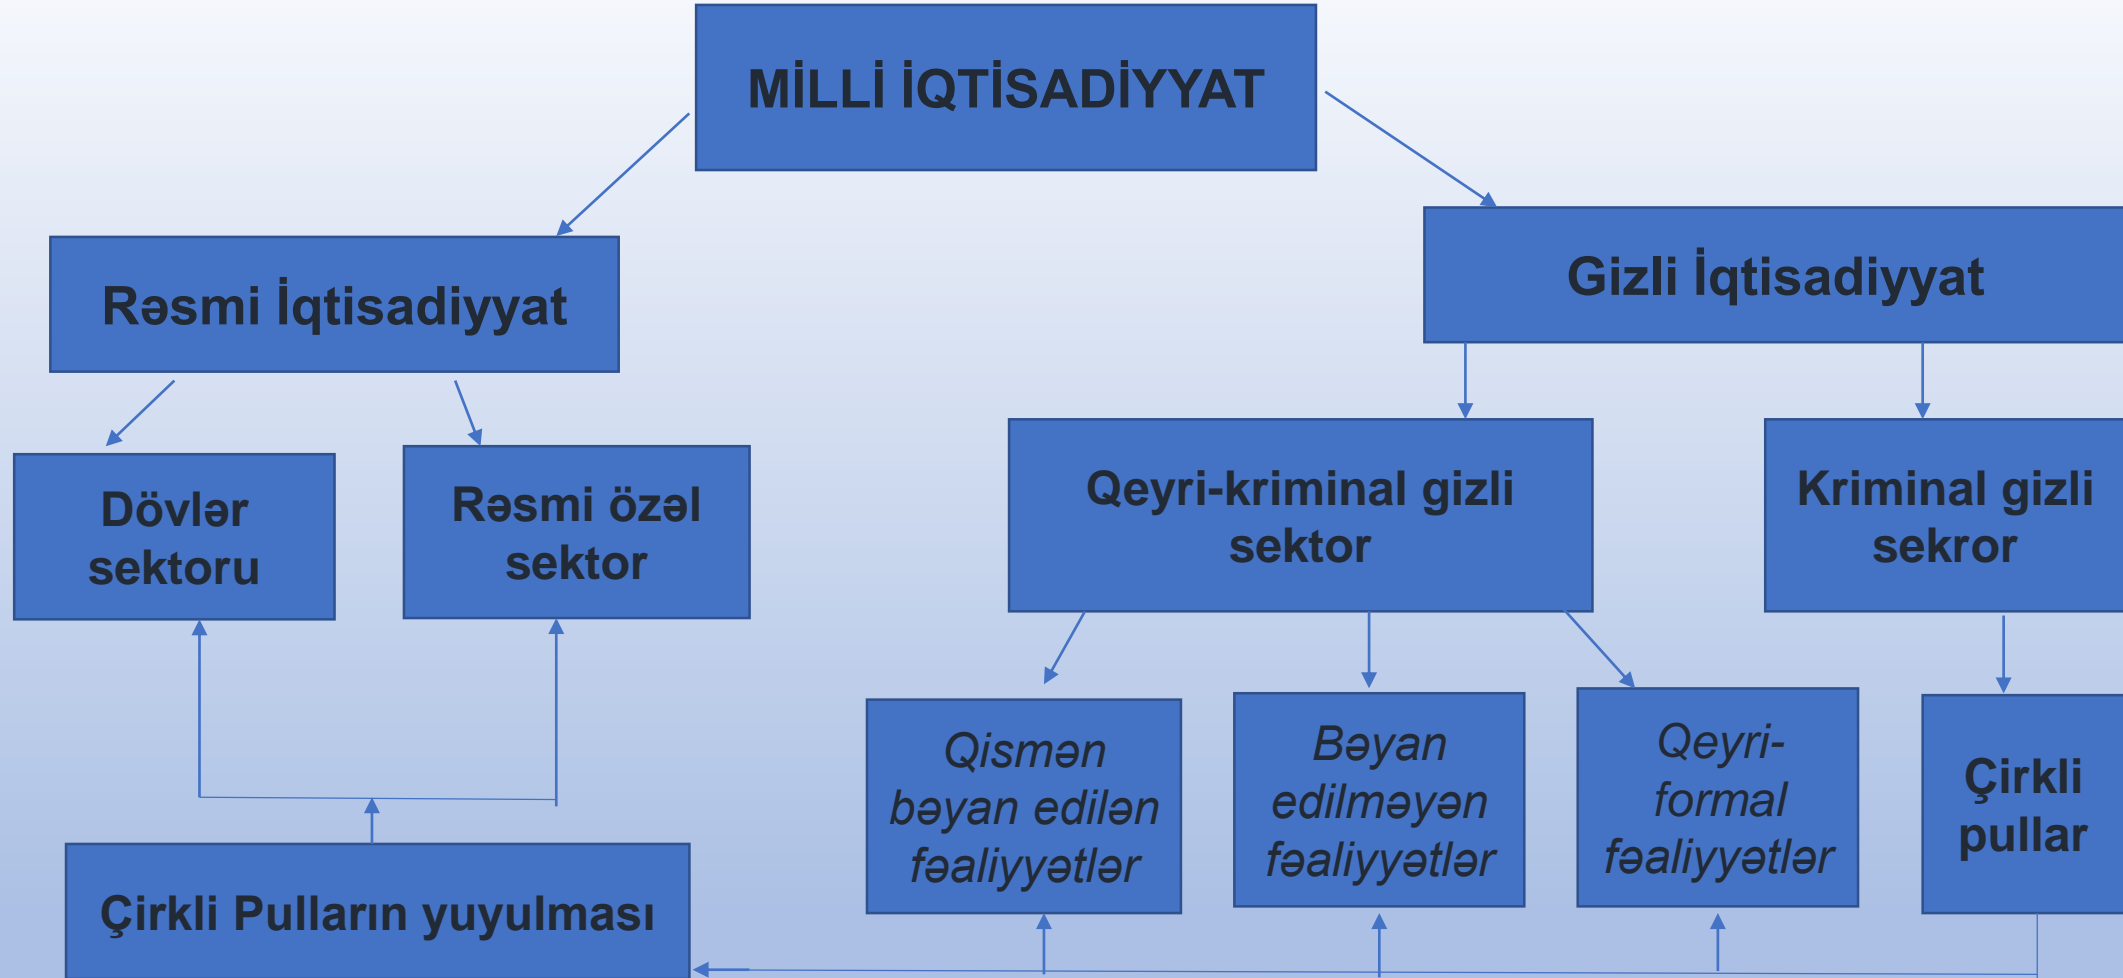 MİLLİ İQTİSADİYYAT
Rəsmi İqtisadiyyat
Gizli İqtisadiyyat
Dövlər
sektoru
Rəsmi özəl
sektor
Qeyri-kriminal gizli
sektor
Kriminal gizli
sekror
Qismən
bəyan edilən
fəaliyyətlər
Bəyan
edilməyən
fəaliyyətlər
Qeyri-
formal
fəaliyyətlər
Çirkli
pullar
Çirkli Pulların yuyulması